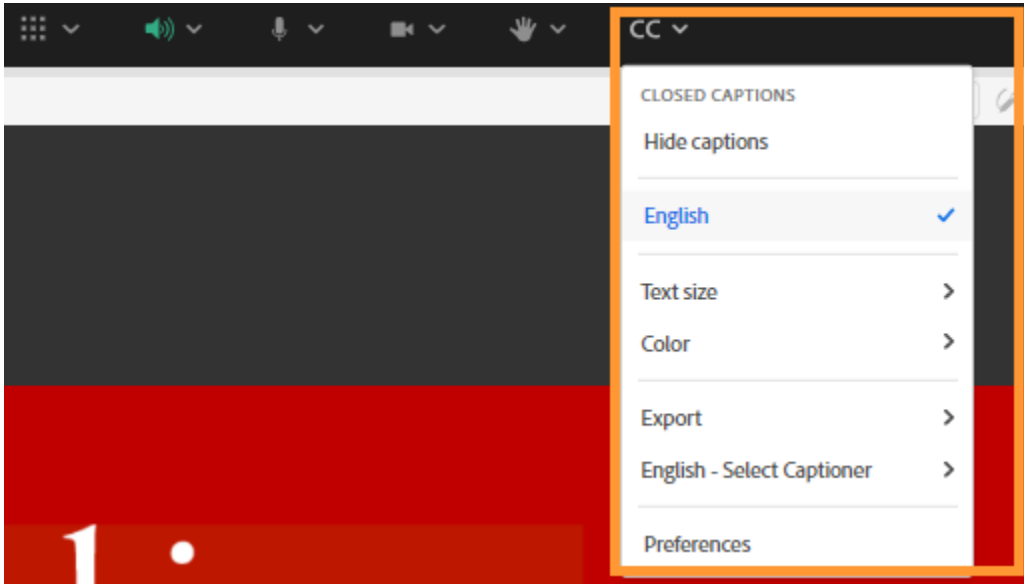 CC
CLOSED CAPTIONS
Hide captions
English
Text size
Color
Export
English - Select Captioner
Preferences